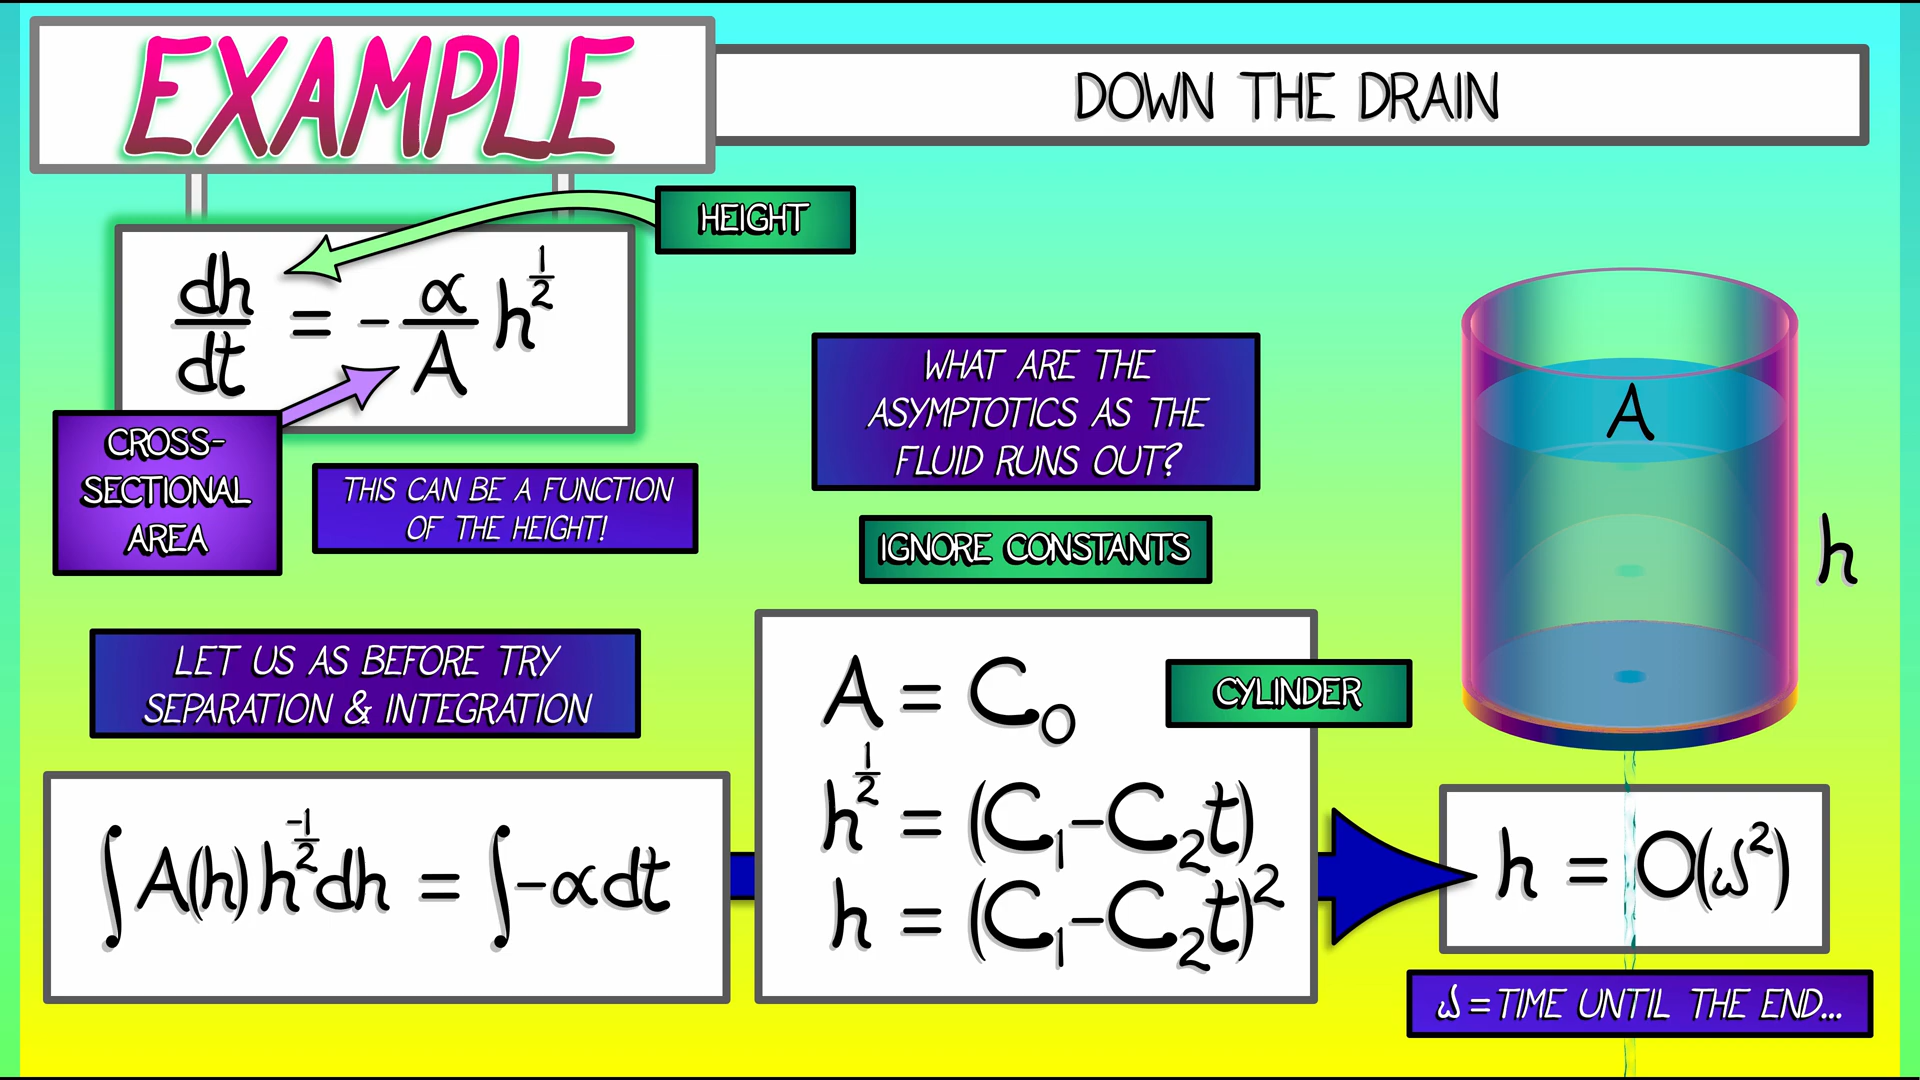 EXAMPLE
DOWN THE DRAIN
HEIGHT
dh/dt = -α/A h^{1/2}
CROSS-
SECTIONAL
AREA
THIS CAN BE A FUNCTION
OF THE HEIGHT!
WHAT ARE THE
ASYMPTOTICS AS THE
FLUID RUNS OUT?
IGNORE CONSTANTS
A
h
LET US AS BEFORE TRY
SEPARATION & INTEGRATION
∫A(h) h^{-1/2} dh = ∫-α dt
A = C₀
CYLINDER
h^{1/2} = (C₁-C₂t)
h = (C₁-C₂t)²
h = O(ω²)
ω = TIME UNTIL THE END...